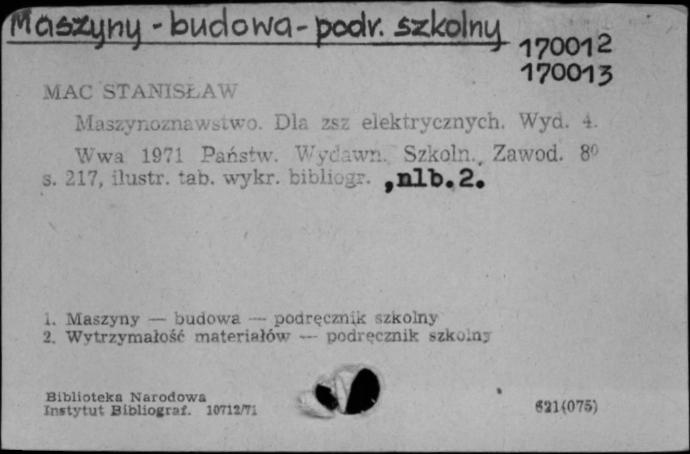 Maszyny - budowa - podr. szkolny
170012
170013
MAC STANISŁAW
Maszynoznawstwo. Dla zsz elektrycznych. Wyd. 4.
Wwa 1971 Państw. Wydawn. Szkoln. Zawod. 8⁰
s. 217, ilustr. tab. wykr. bibliogr. ,nlb.2.
1. Maszyny — budowa — podręcznik szkolny
2. Wytrzymałość materiałów — podręcznik szkolny
Biblioteka Narodowa
Instytut Bibliograf. 10712/71
621(075)